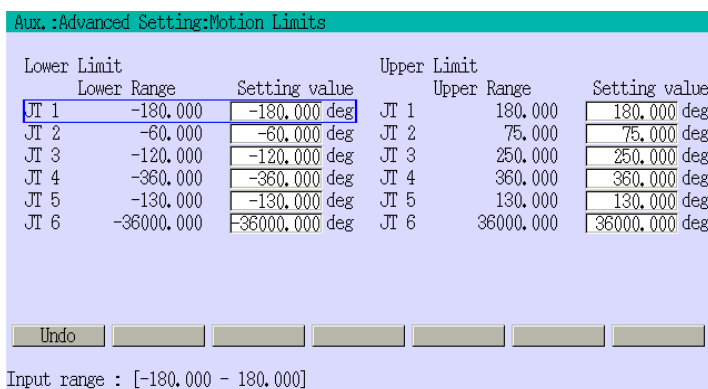 Aux.:Advanced Setting:Motion Limits
Lower Limit Upper Limit
Lower Range Setting value Upper Range Setting value
JT 1 -180.000 -180.000 deg JT 1 180.000 180.000 deg
JT 2 -60.000 -60.000 deg JT 2 75.000 75.000 deg
JT 3 -120.000 -120.000 deg JT 3 250.000 250.000 deg
JT 4 -360.000 -360.000 deg JT 4 360.000 360.000 deg
JT 5 -130.000 -130.000 deg JT 5 130.000 130.000 deg
JT 6 -36000.000 -36000.000 deg JT 6 36000.000 36000.000 deg
Undo
Input range : [-180.000 - 180.000]